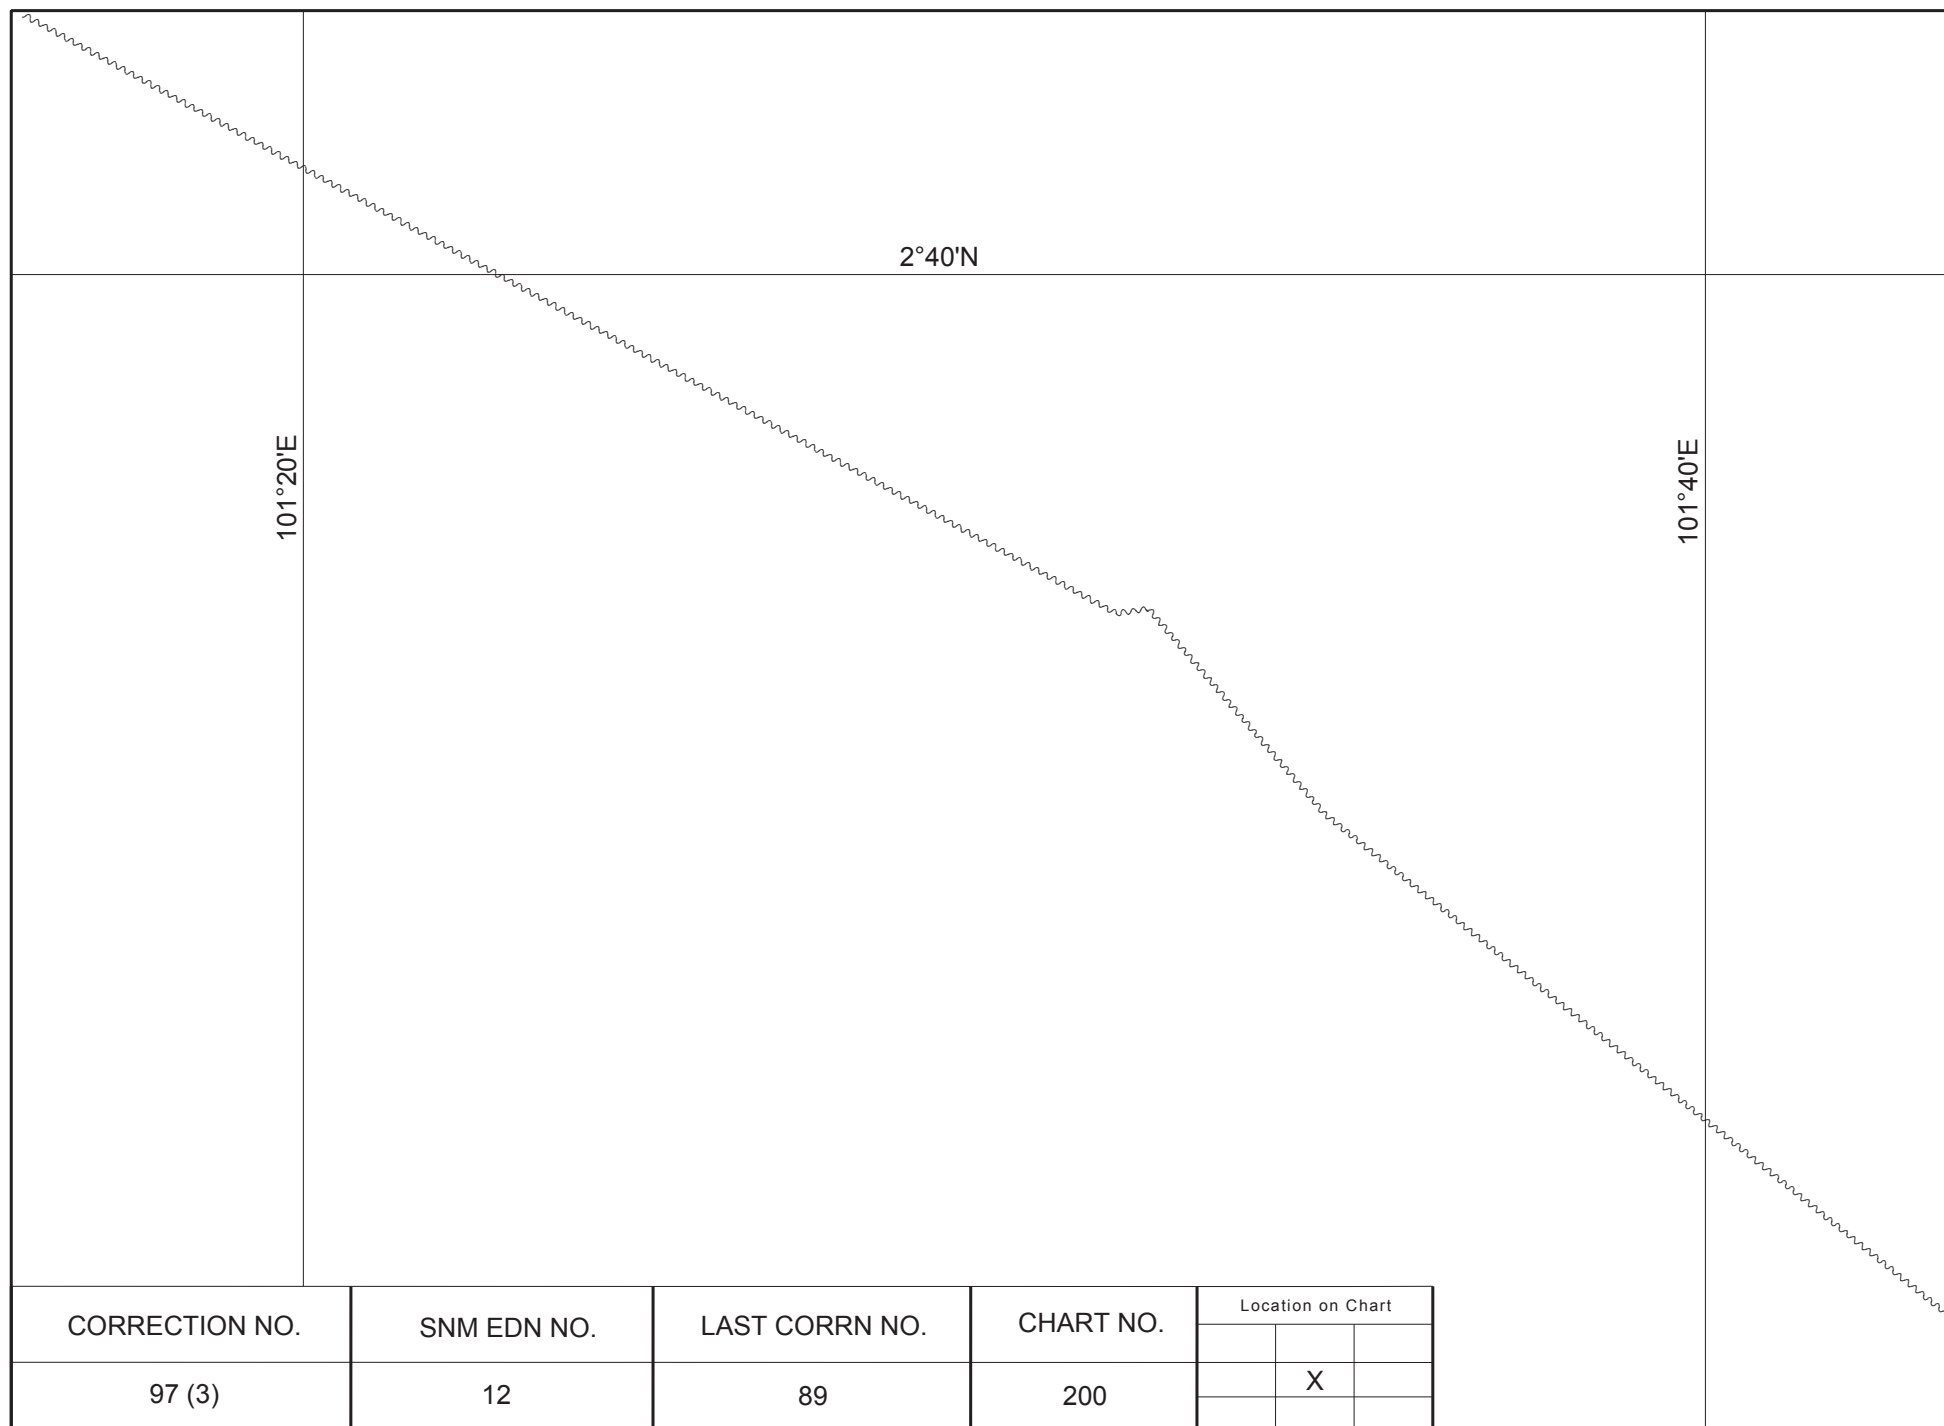 2°40'N
101°20'E
101°40'E
CORRECTION NO.
SNM EDN NO.
LAST CORRN NO.
CHART NO.
Location on Chart
97 (3)
12
89
200
X